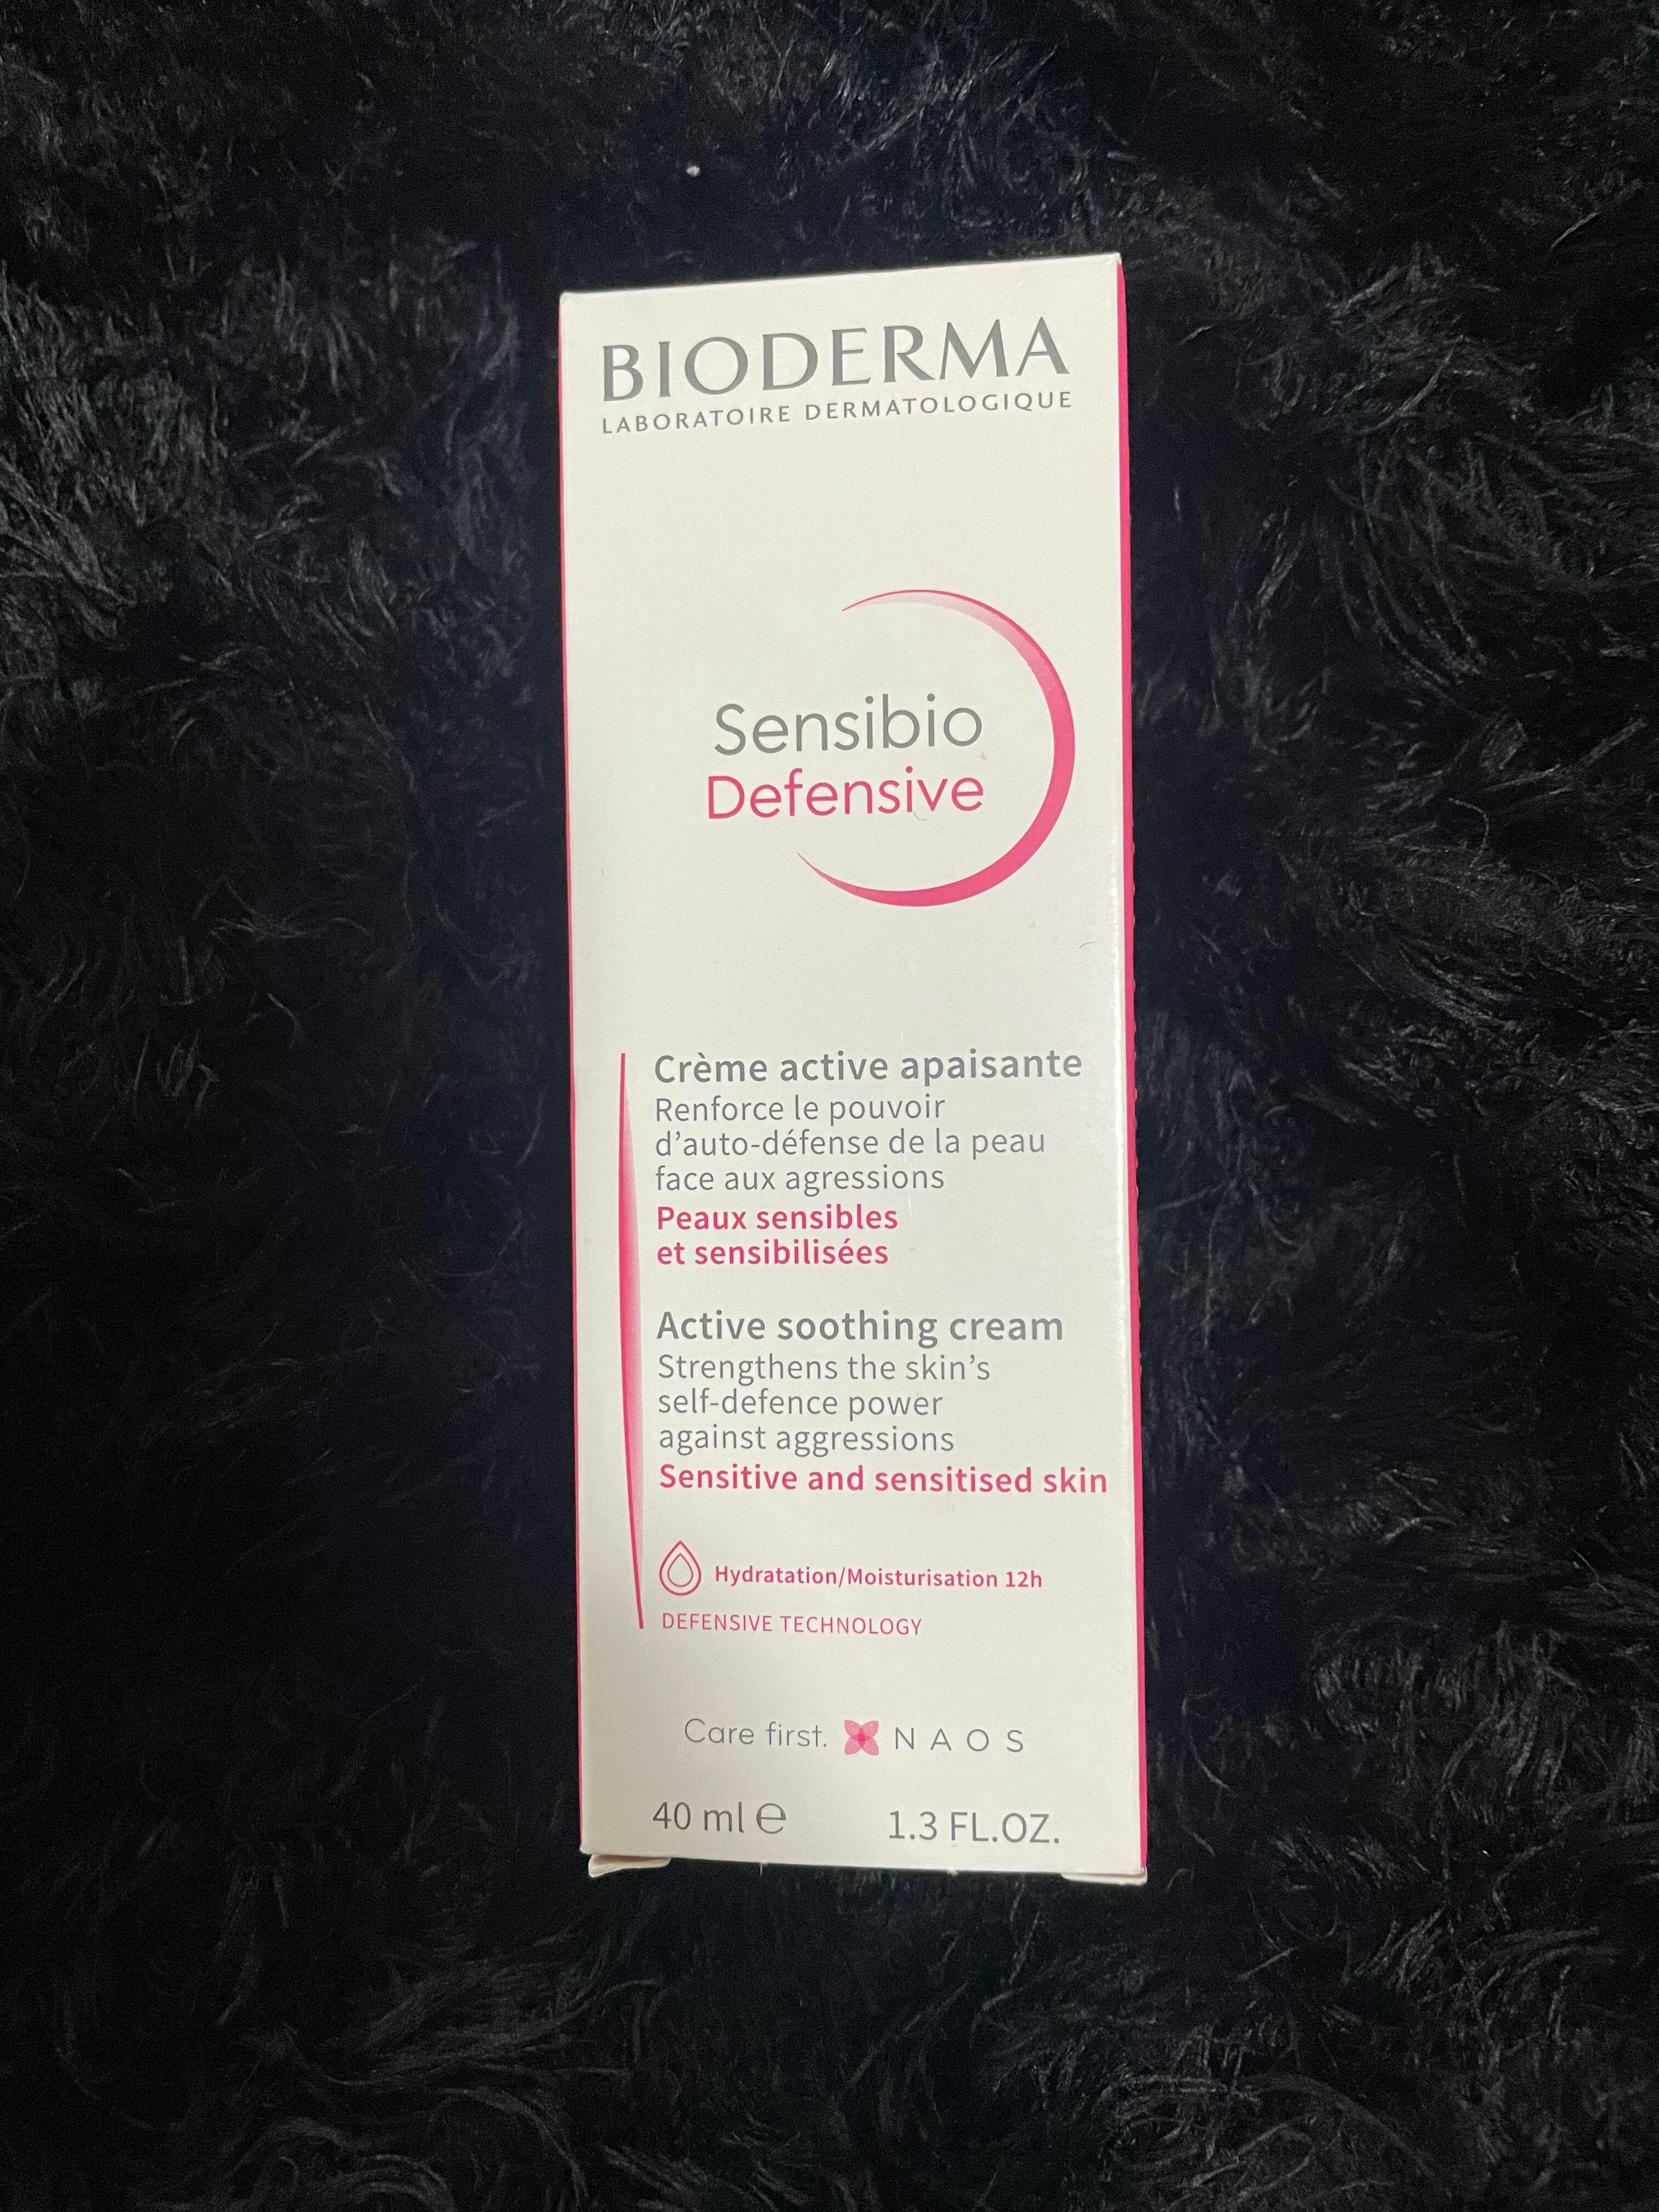 BIODERMA
LABORATOIRE DERMATOLOGIQUE
Sensibio
Defensive
Crème active apaisante
Renforce le pouvoir
d'auto-défense de la peau
face aux agressions
Peaux sensibles
et sensibilisées
Active soothing cream
Strengthens the skin's
self-defence power
against aggressions
Sensitive and sensitised skin
Hydratation/Moisturisation 12h
DEFENSIVE TECHNOLOGY
Care first. NAOS
40 ml ℮ 1.3 FL.OZ.